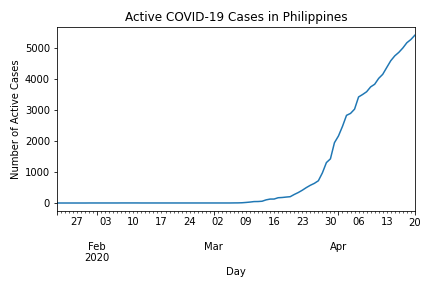 Active COVID-19 Cases in Philippines
Number of Active Cases
5000
4000
3000
2000
1000
0
27 03 10 17 24 02 09 16 23 30 06 13 20
Feb Mar Apr
2020
Day